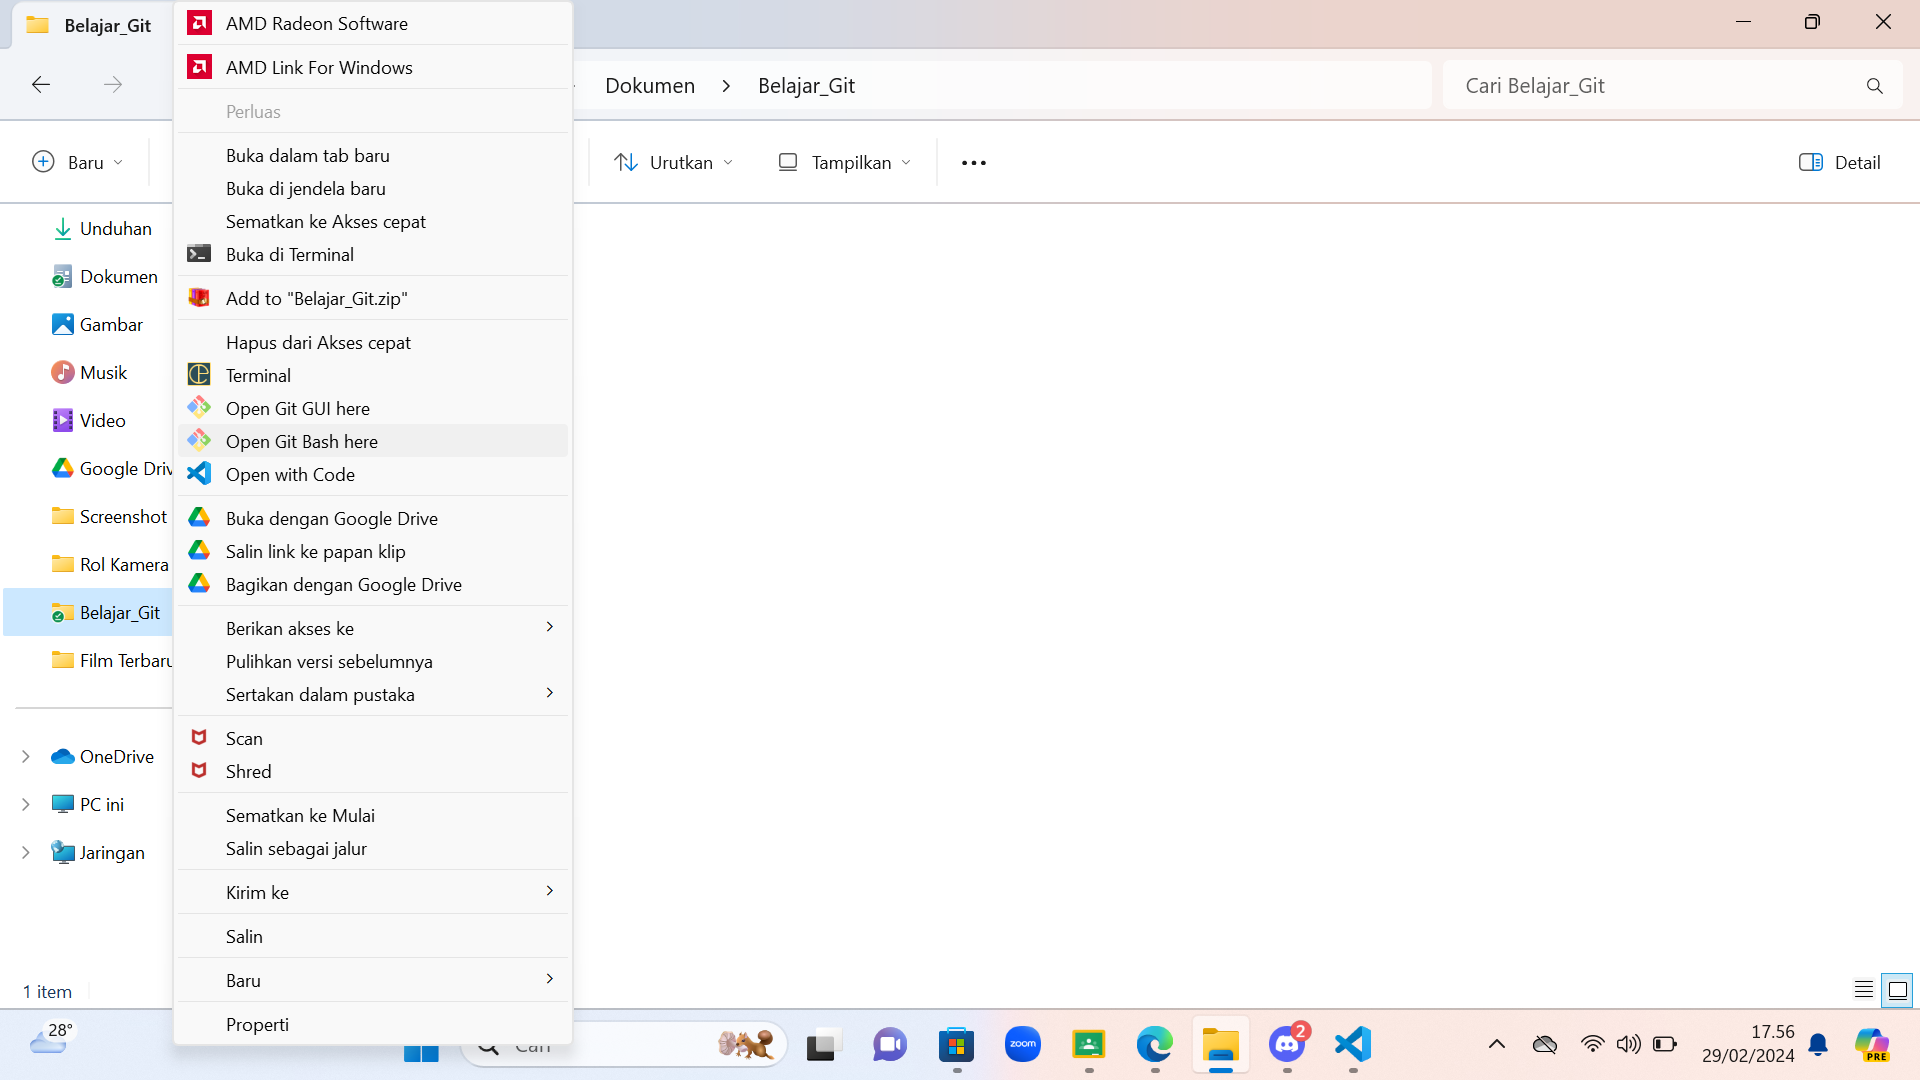 Belajar_Git
Dokumen
Belajar_Git
Cari Belajar_Git
Baru
Urutkan
Tampilkan
Detail
Unduhan
Dokumen
Gambar
Musik
Video
Google Driv
Screenshot
Rol Kamera
Belajar_Git
Film Terbaru
OneDrive
PC ini
Jaringan
AMD Radeon Software
AMD Link For Windows
Perluas
Buka dalam tab baru
Buka di jendela baru
Sematkan ke Akses cepat
Buka di Terminal
Add to "Belajar_Git.zip"
Hapus dari Akses cepat
Terminal
Open Git GUI here
Open Git Bash here
Open with Code
Buka dengan Google Drive
Salin link ke papan klip
Bagikan dengan Google Drive
Berikan akses ke
Pulihkan versi sebelumnya
Sertakan dalam pustaka
Scan
Shred
Sematkan ke Mulai
Salin sebagai jalur
Kirim ke
Salin
Baru
Properti
1 item
28°
Cari
zoom
2
17.56
29/02/2024
PRE